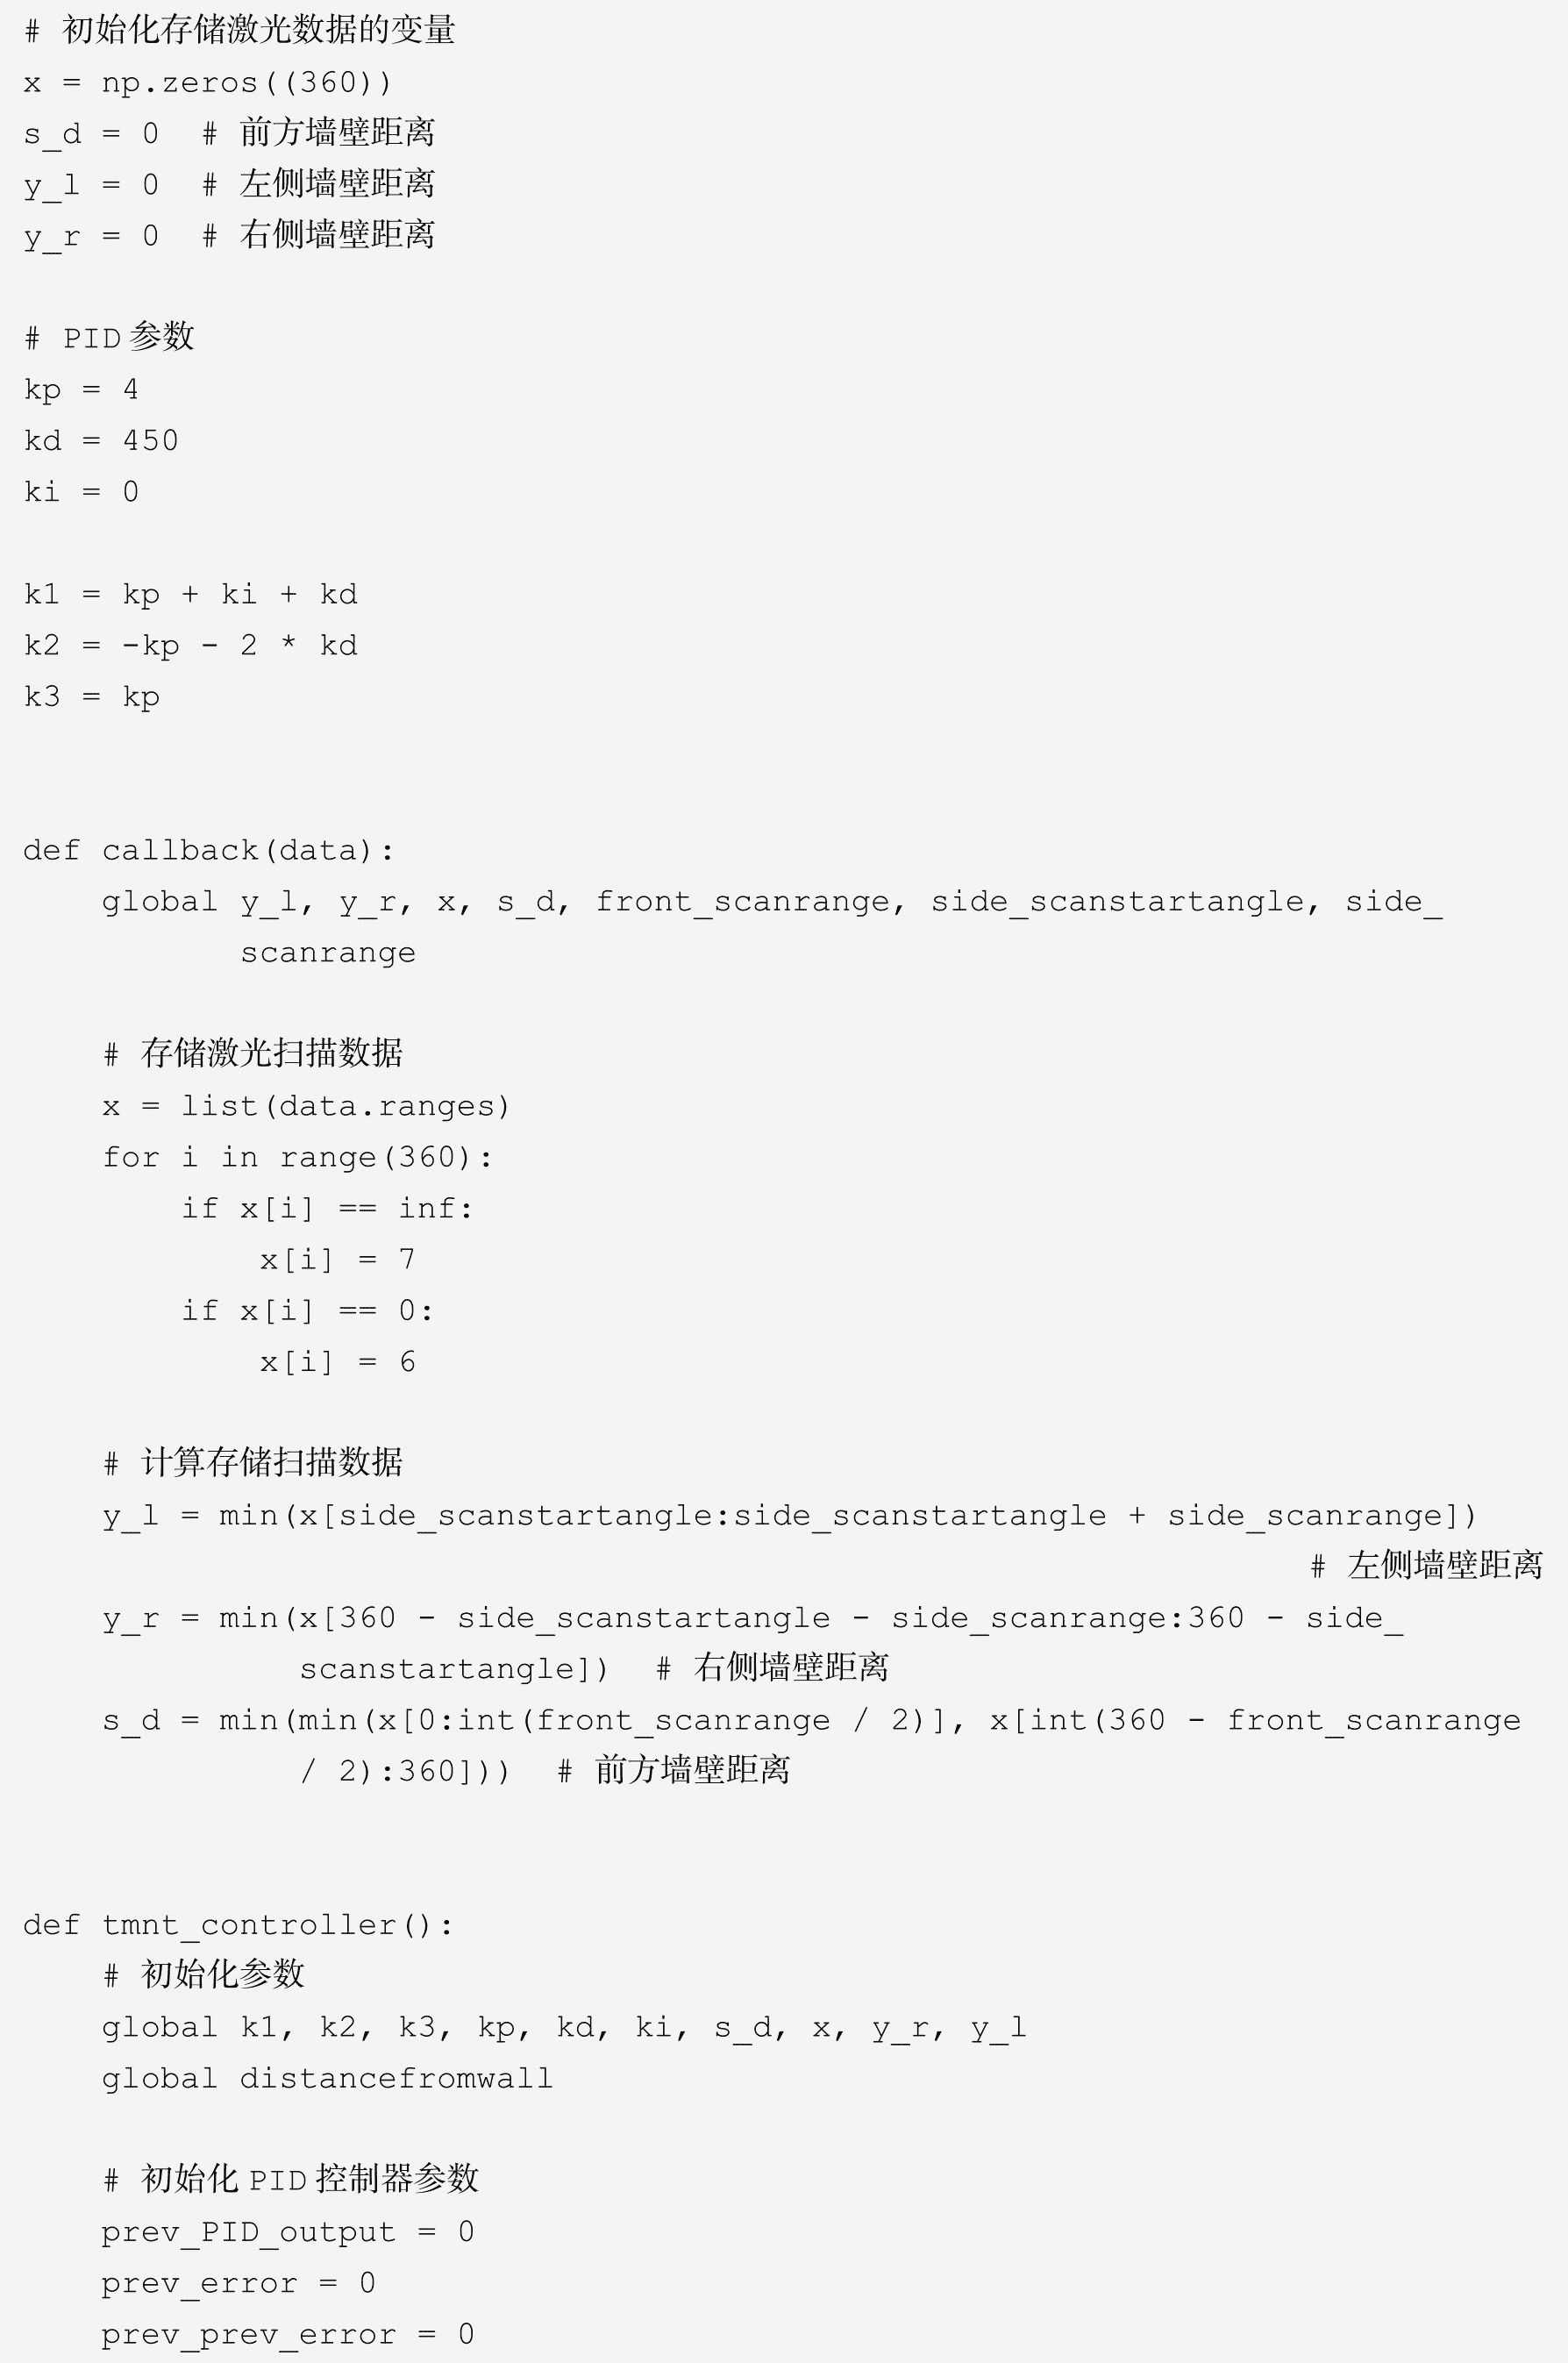 # 初始化存储激光数据的变量
x = np.zeros((360))
s_d = 0  # 前方墙壁距离
y_l = 0  # 左侧墙壁距离
y_r = 0  # 右侧墙壁距离

# PID参数
kp = 4
kd = 450
ki = 0

k1 = kp + ki + kd
k2 = -kp - 2 * kd
k3 = kp


def callback(data):
    global y_l, y_r, x, s_d, front_scanrange, side_scanstartangle, side_
           scanrange

    # 存储激光扫描数据
    x = list(data.ranges)
    for i in range(360):
        if x[i] == inf:
            x[i] = 7
        if x[i] == 0:
            x[i] = 6

    # 计算存储扫描数据
    y_l = min(x[side_scanstartangle:side_scanstartangle + side_scanrange])
                                                                 # 左侧墙壁距离
    y_r = min(x[360 - side_scanstartangle - side_scanrange:360 - side_
              scanstartangle])  # 右侧墙壁距离
    s_d = min(min(x[0:int(front_scanrange / 2)], x[int(360 - front_scanrange
              / 2):360]))  # 前方墙壁距离


def tmnt_controller():
    # 初始化参数
    global k1, k2, k3, kp, kd, ki, s_d, x, y_r, y_l
    global distancefromwall

    # 初始化PID控制器参数
    prev_PID_output = 0
    prev_error = 0
    prev_prev_error = 0